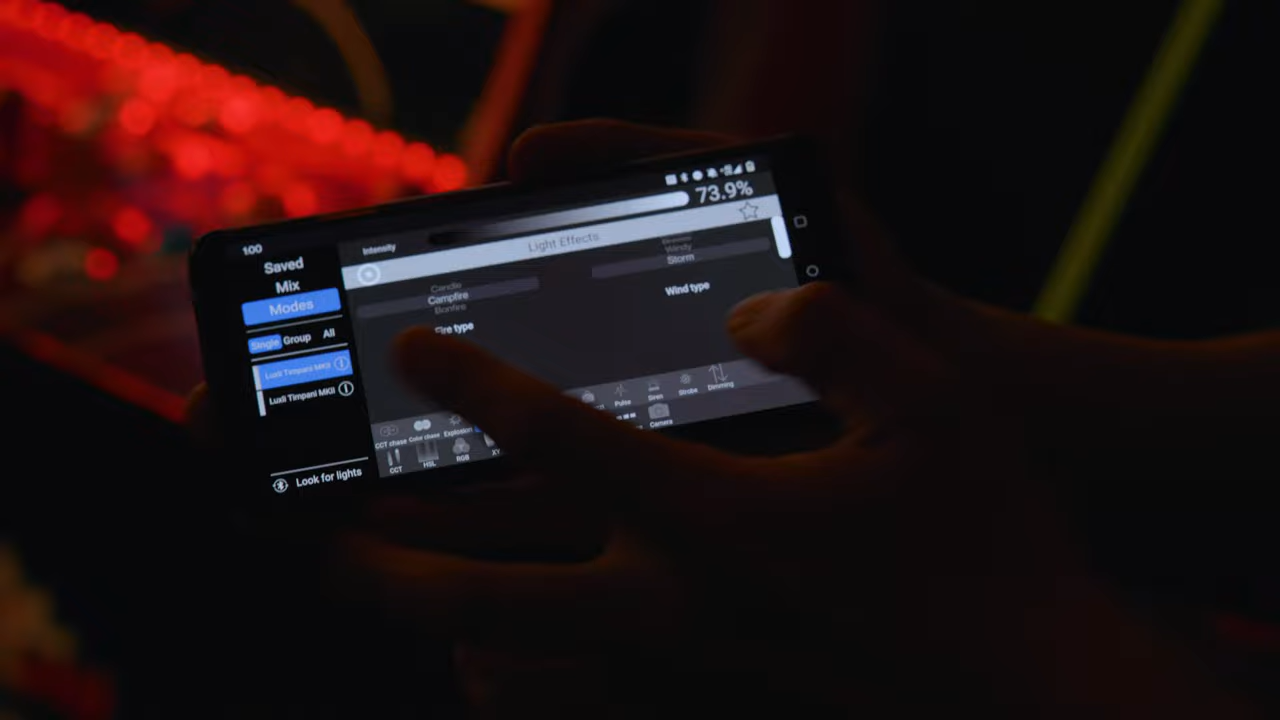 100
Saved
Mix
Modes
Single Group All
Luxli Timpani MKII
Luxli Timpani MKII
Look for lights
Intensity
73.9%
Light Effects
Candle
Campfire
Bonfire
Fire type
Windy
Storm
Wind type
CCT chase
Color chase
Explosion
Pulse
Siren
Strobe
Dimming
CCT
HSL
RGB
XY
Camera